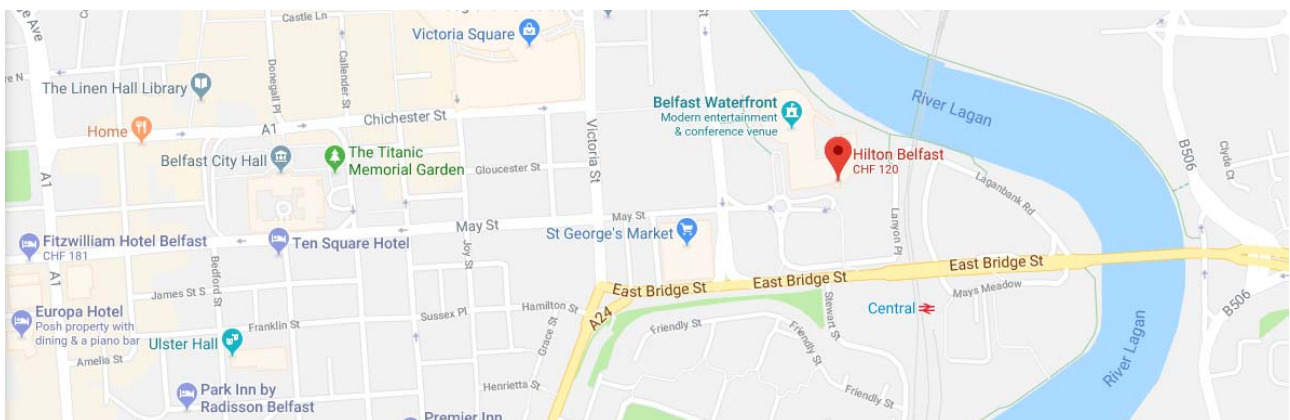 Castle Ln
Victoria Square
Donegall Pl
Callender St
The Linen Hall Library
Chichester St
A1
Home
Belfast City Hall
The Titanic
Memorial Garden
Gloucester St
Victoria St
Belfast Waterfront
Modern entertainment
& conference venue
Hilton Belfast
CHF 120
River Lagan
B506
Clyde Ct
Laganbank Rd
Lanyon Pl
A1
May St
May St
St George's Market
Fitzwilliam Hotel Belfast
CHF 181
Ten Square Hotel
Bedford St
Joy St
A1
James St S
East Bridge St
East Bridge St
East Bridge St
Mays Meadow
Central
Stewart St
Europa Hotel
Posh property with
dining & a piano bar
Hamilton St
Sussex Pl
Franklin St
A24
Grace St
Friendly St
Friendly St
Friendly St
Ulster Hall
Amelia St
Henrietta St
Park Inn by
Radisson Belfast
Premier Inn
River Lagan
B506